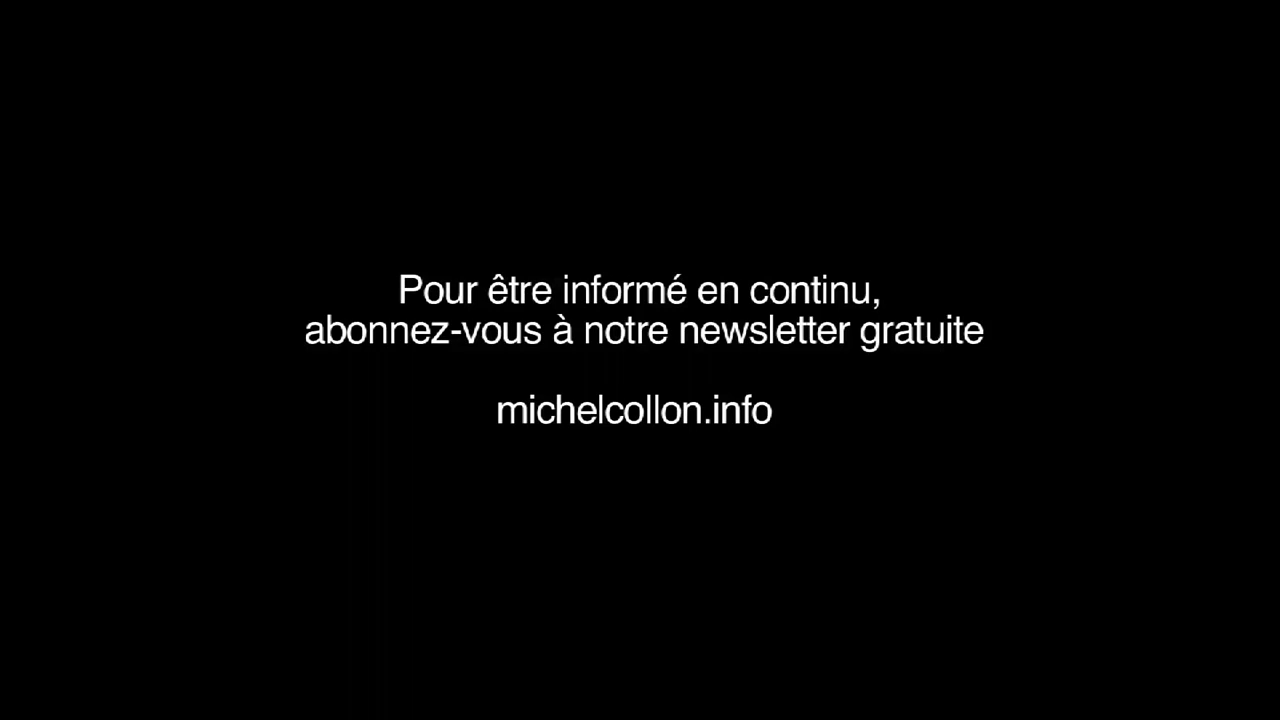 Pour être informé en continu,
abonnez-vous à notre newsletter gratuite
michelcollon.info